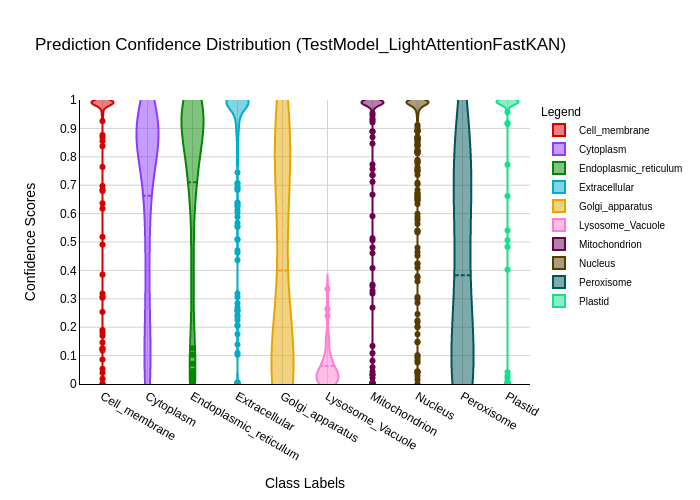 Prediction Confidence Distribution (TestModel_LightAttentionFastKAN)
Confidence Scores
1
0.9
0.8
0.7
0.6
0.5
0.4
0.3
0.2
0.1
0
Cell_membrane
Cytoplasm
Endoplasmic_reticulum
Extracellular
Golgi_apparatus
Lysosome_Vacuole
Mitochondrion
Nucleus
Peroxisome
Plastid
Class Labels
Legend
Cell_membrane
Cytoplasm
Endoplasmic_reticulum
Extracellular
Golgi_apparatus
Lysosome_Vacuole
Mitochondrion
Nucleus
Peroxisome
Plastid